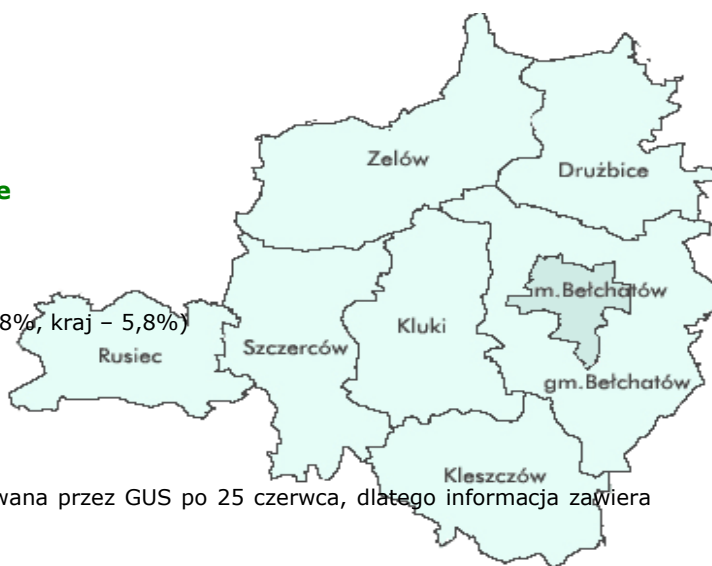 Zelów
Drużbice
e
m.Bełchatów
8%, kraj – 5,8%)
Kluki
Szczerców
Rusiec
gm.Bełchatów
Kleszczów
wana przez GUS po 25 czerwca, dlatego informacja zawiera